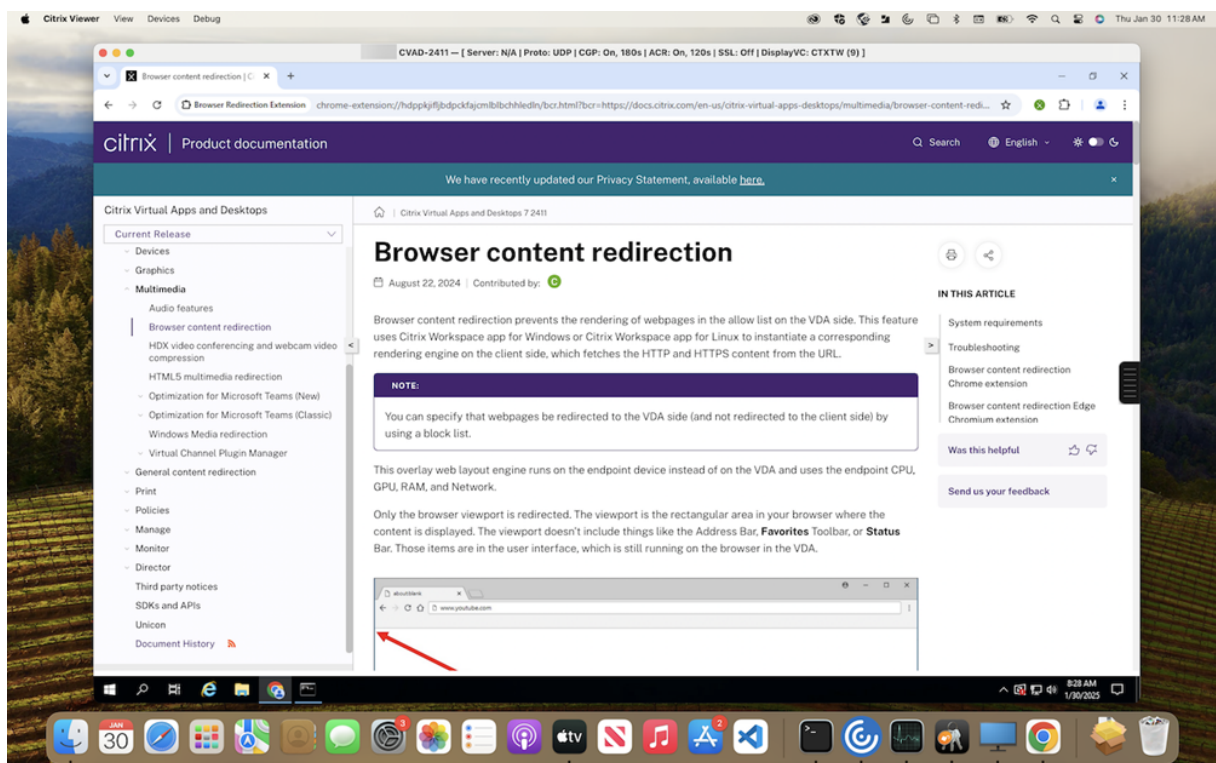 Citrix Viewer View Devices Debug
Thu Jan 30 11:28 AM
CVAD-2411 — [ Server: N/A | Proto: UDP | CGP: On, 180s | ACR: On, 120s | SSL: Off | DisplayVC: CTXTW (9) ]
Browser content redirection | C
Browser Redirection Extension chrome-extension://hdppkjifljbdpckfajcmlblbchhledln/bcr.html?bcr=https://docs.citrix.com/en-us/citrix-virtual-apps-desktops/multimedia/browser-content-redi...
citrix | Product documentation
Search English
We have recently updated our Privacy Statement, available here.
Citrix Virtual Apps and Desktops
Current Release
Devices
Graphics
Multimedia
Audio features
Browser content redirection
HDX video conferencing and webcam video
compression
HTML5 multimedia redirection
Optimization for Microsoft Teams (New)
Optimization for Microsoft Teams (Classic)
Windows Media redirection
Virtual Channel Plugin Manager
General content redirection
Print
Policies
Manage
Monitor
Director
Third party notices
SDKs and APIs
Unicon
Document History
Citrix Virtual Apps and Desktops 7 2411
Browser content redirection
August 22, 2024 | Contributed by: C
Browser content redirection prevents the rendering of webpages in the allow list on the VDA side. This feature
uses Citrix Workspace app for Windows or Citrix Workspace app for Linux to instantiate a corresponding
rendering engine on the client side, which fetches the HTTP and HTTPS content from the URL.
NOTE:
You can specify that webpages be redirected to the VDA side (and not redirected to the client side) by
using a block list.
This overlay web layout engine runs on the endpoint device instead of on the VDA and uses the endpoint CPU,
GPU, RAM, and Network.
Only the browser viewport is redirected. The viewport is the rectangular area in your browser where the
content is displayed. The viewport doesn't include things like the Address Bar, Favorites Toolbar, or Status
Bar. Those items are in the user interface, which is still running on the browser in the VDA.
about:blank
www.youtube.com
IN THIS ARTICLE
System requirements
Troubleshooting
Browser content redirection
Chrome extension
Browser content redirection Edge
Chromium extension
Was this helpful
Send us your feedback
8:28 AM
1/30/2025
JAN
30
3
tv
2